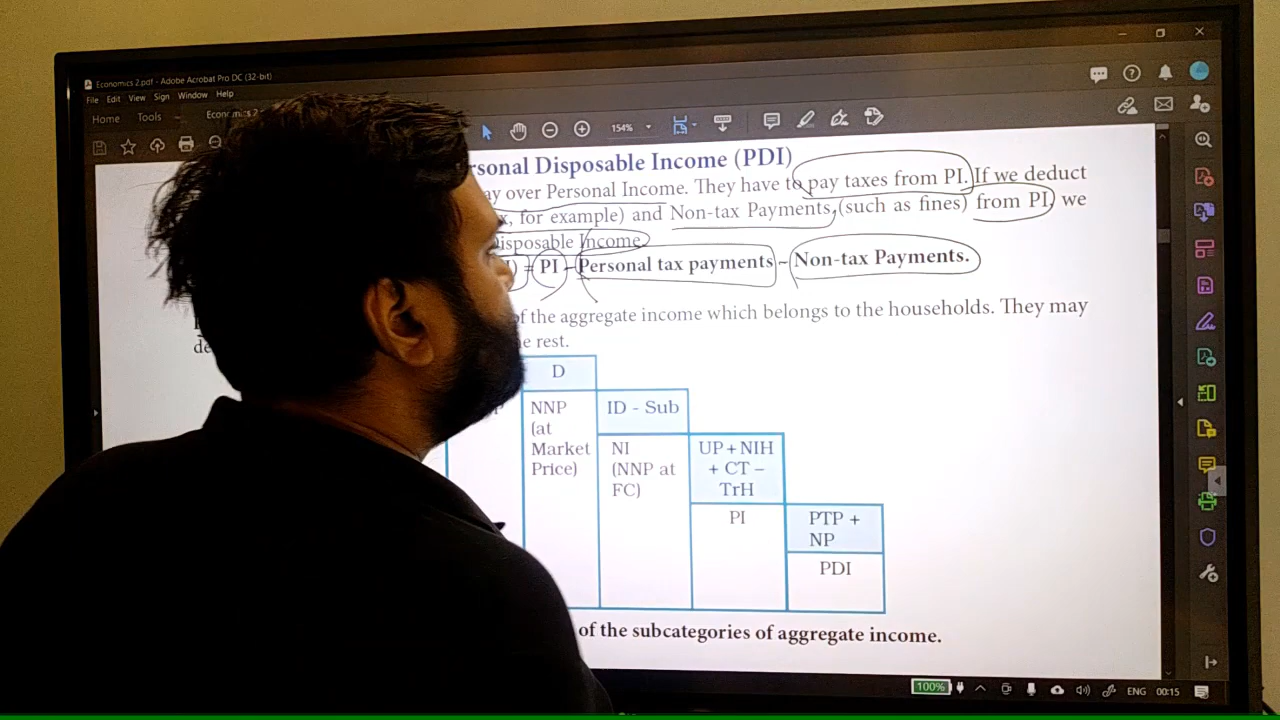 Economics 2.pdf - Adobe Acrobat Pro DC (32-bit)
File Edit View Sign Window Help
Home Tools Economics 2
154%
rsonal Disposable Income (PDI)
ay over Personal Income. They have to pay taxes from PI. If we deduct
x, for example) and Non-tax Payments (such as fines) from PI, we
Disposable Income
= PI – Personal tax payments – Non-tax Payments.
of the aggregate income which belongs to the households. They may
de
e rest.
D
NNP
(at
Market
Price)
ID - Sub
NI
(NNP at
FC)
UP + NIH
+ CT –
TrH
PI
PTP +
NP
PDI
of the subcategories of aggregate income.
100% ENG 00:15